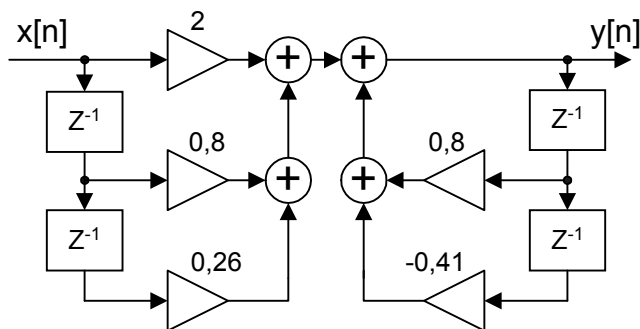 x[n] 2 y[n]
+ +
Z⁻¹ Z⁻¹
0,8 0,8
+ +
Z⁻¹ Z⁻¹
0,26 -0,41